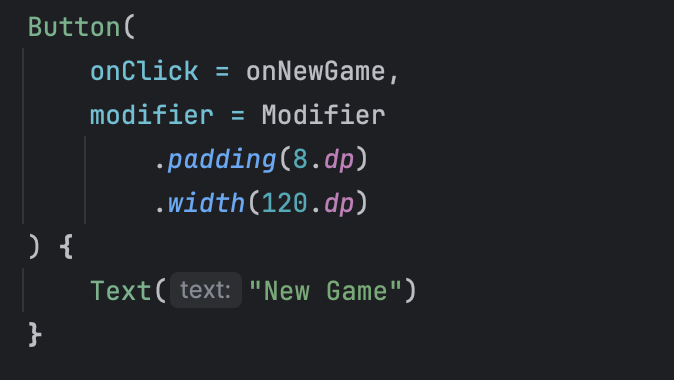 Button(
    onClick = onNewGame,
    modifier = Modifier
        .padding(8.dp)
        .width(120.dp)
) {
    Text( text: "New Game")
}